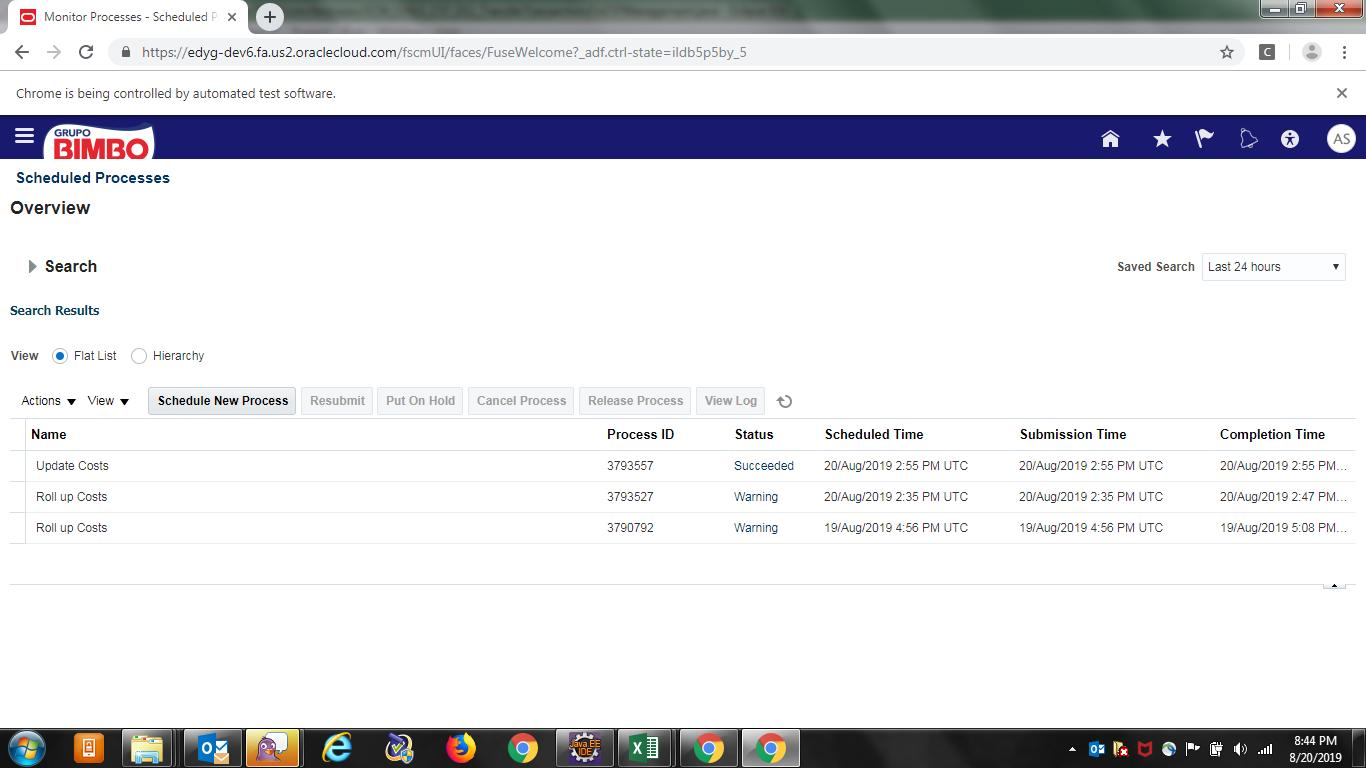 Monitor Processes - Scheduled P
https://edyg-dev6.fa.us2.oraclecloud.com/fscmUI/faces/FuseWelcome?_adf.ctrl-state=ildb5p5by_5
C
Chrome is being controlled by automated test software.
GRUPO
BIMBO
AS
Scheduled Processes
Overview
Search
Saved Search Last 24 hours
Search Results
View Flat List Hierarchy
Actions View Schedule New Process Resubmit Put On Hold Cancel Process Release Process View Log
Name Process ID Status Scheduled Time Submission Time Completion Time
Update Costs 3793557 Succeeded 20/Aug/2019 2:55 PM UTC 20/Aug/2019 2:55 PM UTC 20/Aug/2019 2:55 PM...
Roll up Costs 3793527 Warning 20/Aug/2019 2:35 PM UTC 20/Aug/2019 2:35 PM UTC 20/Aug/2019 2:47 PM...
Roll up Costs 3790792 Warning 19/Aug/2019 4:56 PM UTC 19/Aug/2019 4:56 PM UTC 19/Aug/2019 5:08 PM...
Java EE
IDE
8:44 PM
8/20/2019